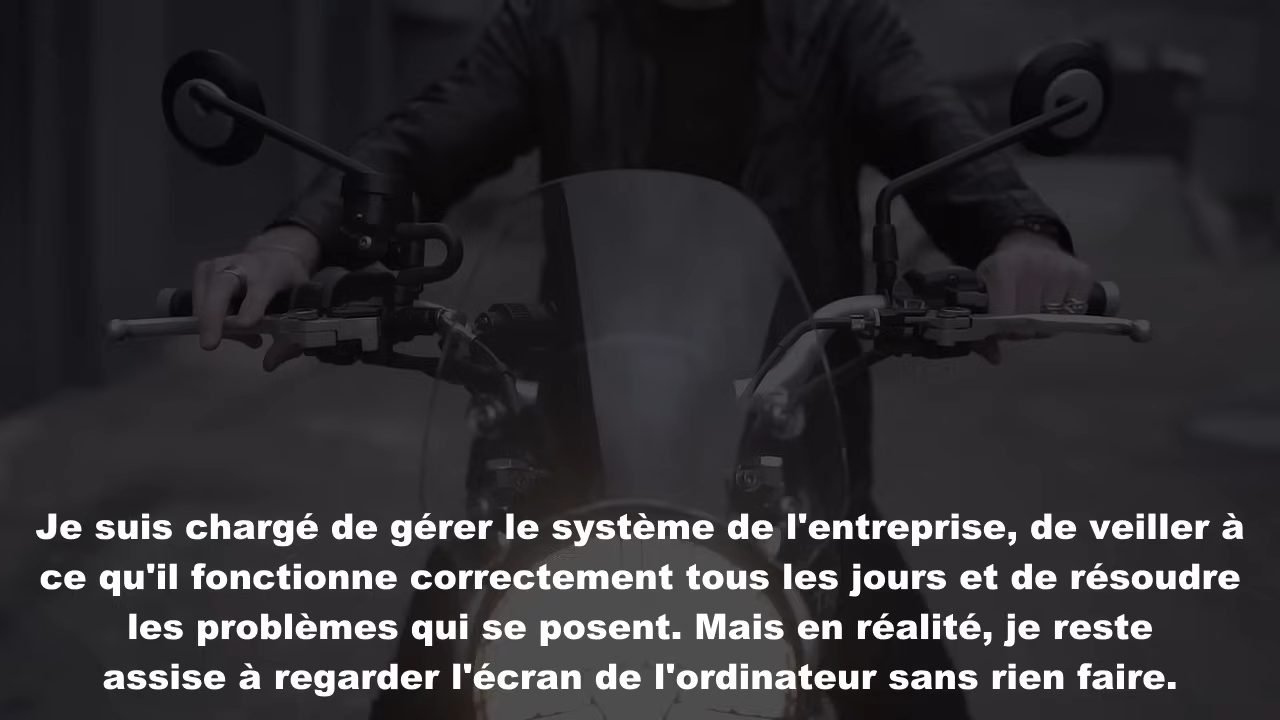 Je suis chargé de gérer le système de l'entreprise, de veiller à
ce qu'il fonctionne correctement tous les jours et de résoudre
les problèmes qui se posent. Mais en réalité, je reste
assise à regarder l'écran de l'ordinateur sans rien faire.